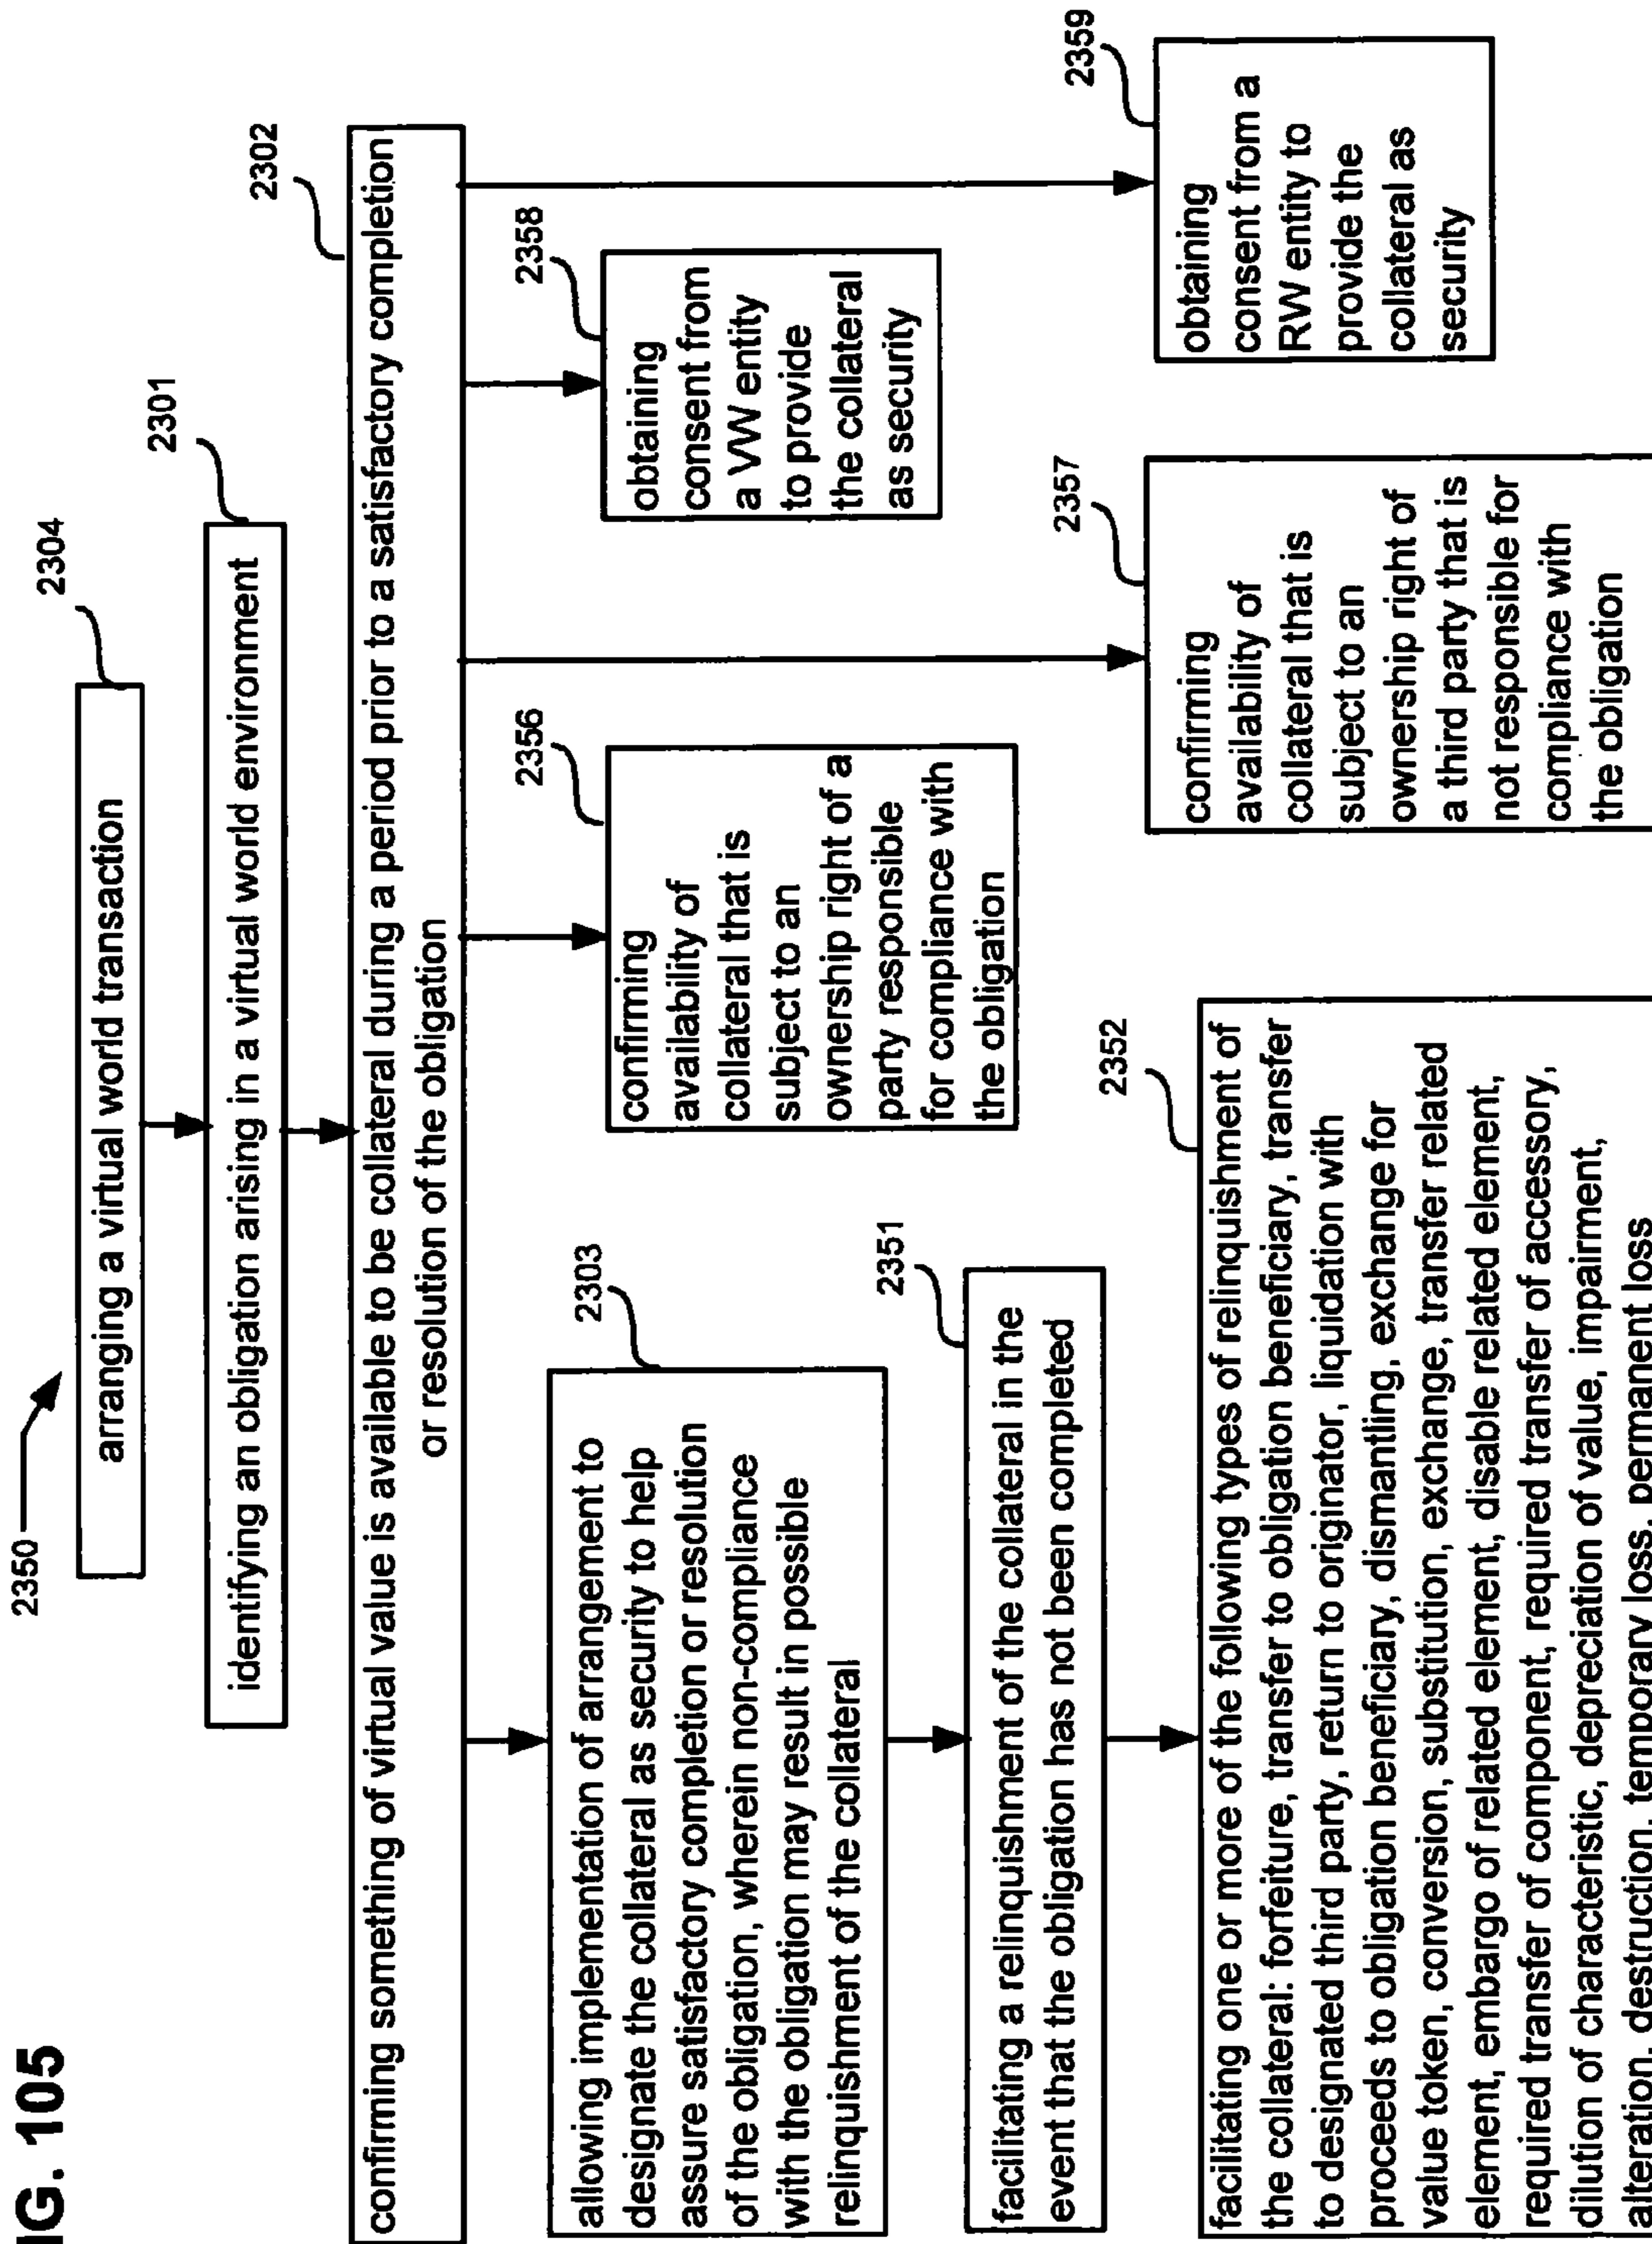 IG. 105
2350
arranging a virtual world transaction
2304
identifying an obligation arising in a virtual world environment
2301
confirming something of virtual value is available to be collateral during a period prior to a satisfactory completion
or resolution of the obligation
2302
allowing implementation of arrangement to
designate the collateral as security to help
assure satisfactory completion or resolution
of the obligation, wherein non-compliance
with the obligation may result in possible
relinquishment of the collateral
2303
confirming
availability of
collateral that is
subject to an
ownership right of a
party responsible
for compliance with
the obligation
2356
obtaining
consent from
a VW entity
to provide
the collateral
as security
2358
facilitating a relinquishment of the collateral in the
event that the obligation has not been completed
2351
facilitating one or more of the following types of relinquishment of
the collateral: forfeiture, transfer to obligation beneficiary, transfer
to designated third party, return to originator, liquidation with
proceeds to obligation beneficiary, dismantling, exchange for
value token, conversion, substitution, exchange, transfer related
element, embargo of related element, disable related element,
required transfer of component, required transfer of accessory,
dilution of characteristic, depreciation of value, impairment,
alteration, destruction, temporary loss, permanent loss
2352
confirming
availability of
collateral that is
subject to an
ownership right of
a third party that is
not responsible for
compliance with
the obligation
2357
obtaining
consent from a
RW entity to
provide the
collateral as
security
2359